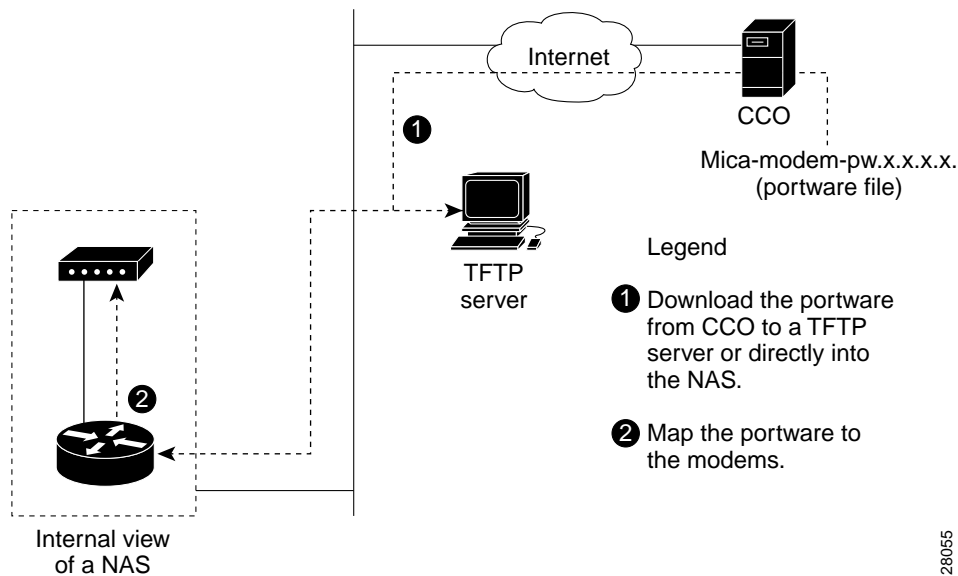 Internet
CCO
1
Mica-modem-pw.x.x.x.x.
(portware file)
TFTP
server
Legend
1 Download the portware
from CCO to a TFTP
server or directly into
the NAS.
2 Map the portware to
the modems.
2
Internal view
of a NAS
28055